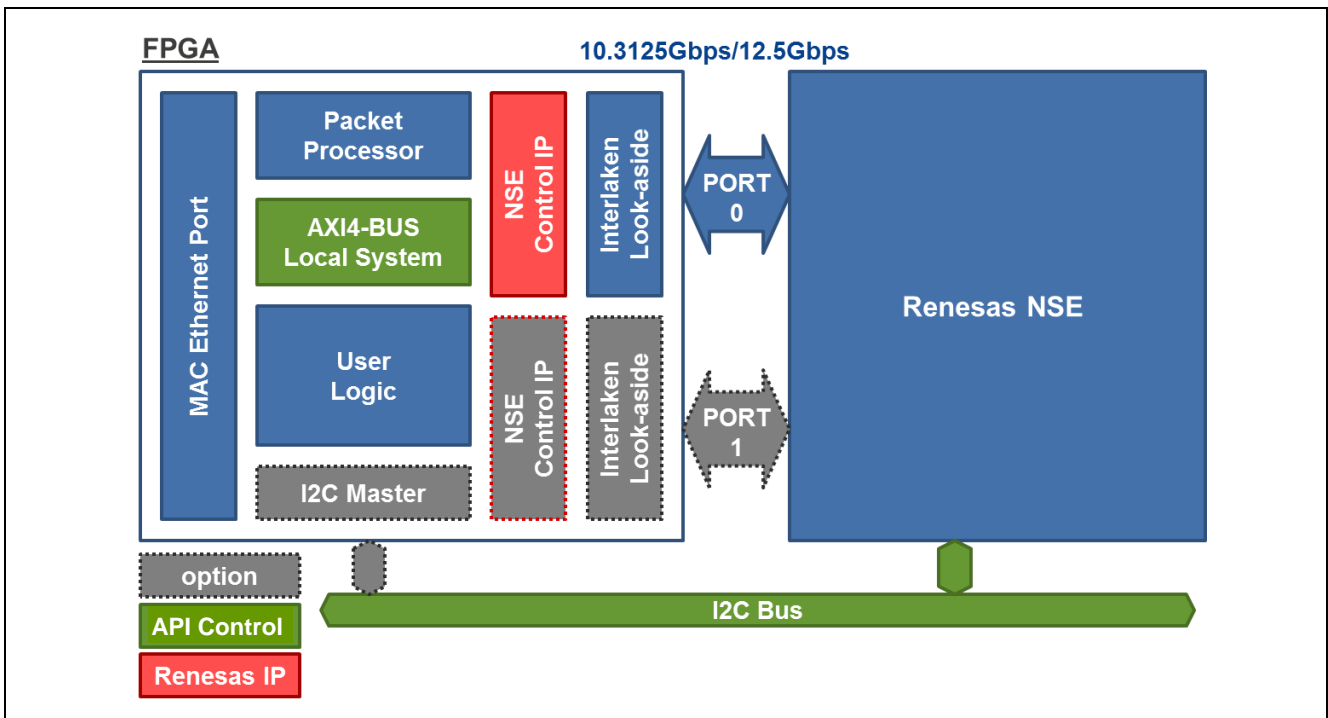 FPGA
10.3125Gbps/12.5Gbps
MAC Ethernet Port
Packet
Processor
AXI4-BUS
Local System
User
Logic
I2C Master
NSE
Control IP
Interlaken
Look-aside
NSE
Control IP
Interlaken
Look-aside
PORT
0
PORT
1
Renesas NSE
option
API Control
Renesas IP
I2C Bus